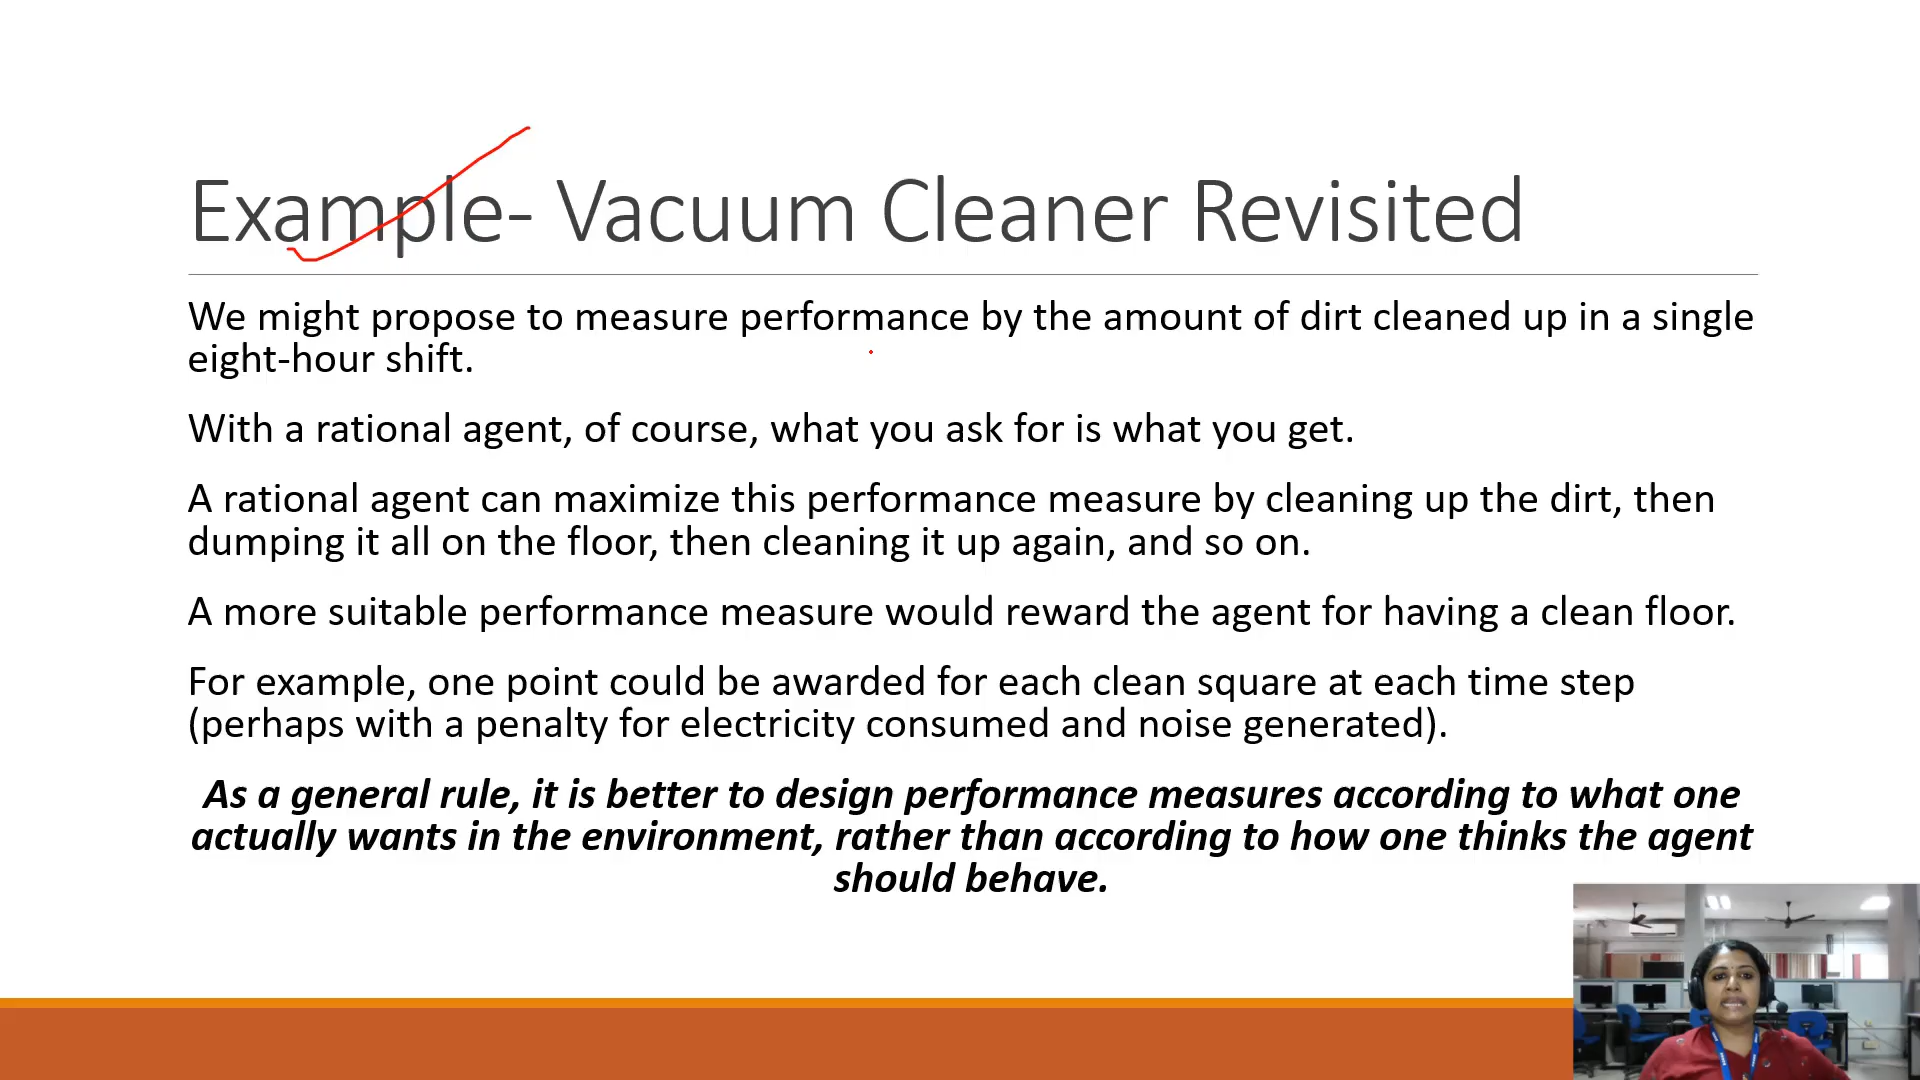 Example- Vacuum Cleaner Revisited
We might propose to measure performance by the amount of dirt cleaned up in a single
eight-hour shift.
With a rational agent, of course, what you ask for is what you get.
A rational agent can maximize this performance measure by cleaning up the dirt, then
dumping it all on the floor, then cleaning it up again, and so on.
A more suitable performance measure would reward the agent for having a clean floor.
For example, one point could be awarded for each clean square at each time step
(perhaps with a penalty for electricity consumed and noise generated).
As a general rule, it is better to design performance measures according to what one
actually wants in the environment, rather than according to how one thinks the agent
should behave.